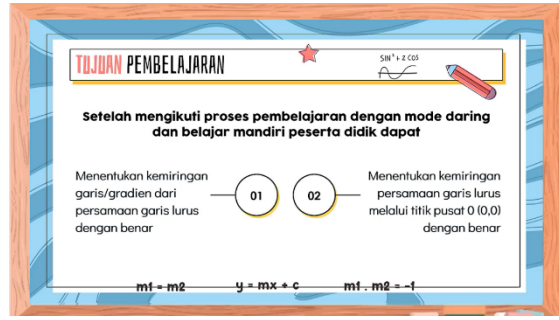 TUJUAN PEMBELAJARAN
SIN² + 2 COS
Setelah mengikuti proses pembelajaran dengan mode daring
dan belajar mandiri peserta didik dapat
Menentukan kemiringan
garis/gradien dari
persamaan garis lurus
dengan benar
01
02
Menentukan kemiringan
persamaan garis lurus
melalui titik pusat 0 (0,0)
dengan benar
m1 = m2
y = mx + c
m1 . m2 = -1